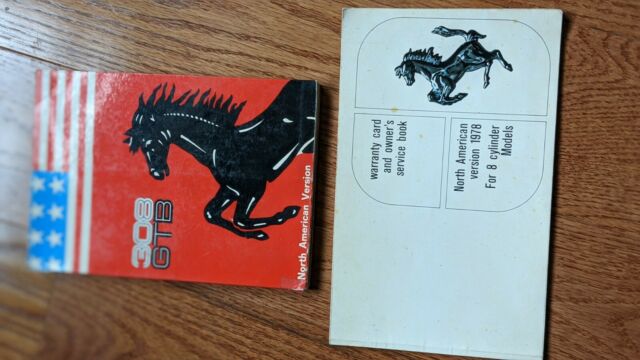 308
GTB
North American Version
warranty card
and owner's
service book
North American
version 1978
For 8 cylinder
Models